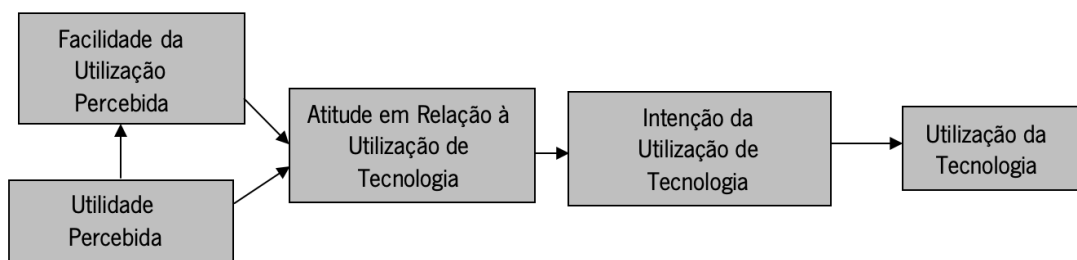 Facilidade da
Utilização
Percebida
Utilidade
Percebida
Atitude em Relação à
Utilização de
Tecnologia
Intenção da
Utilização de
Tecnologia
Utilização da
Tecnologia